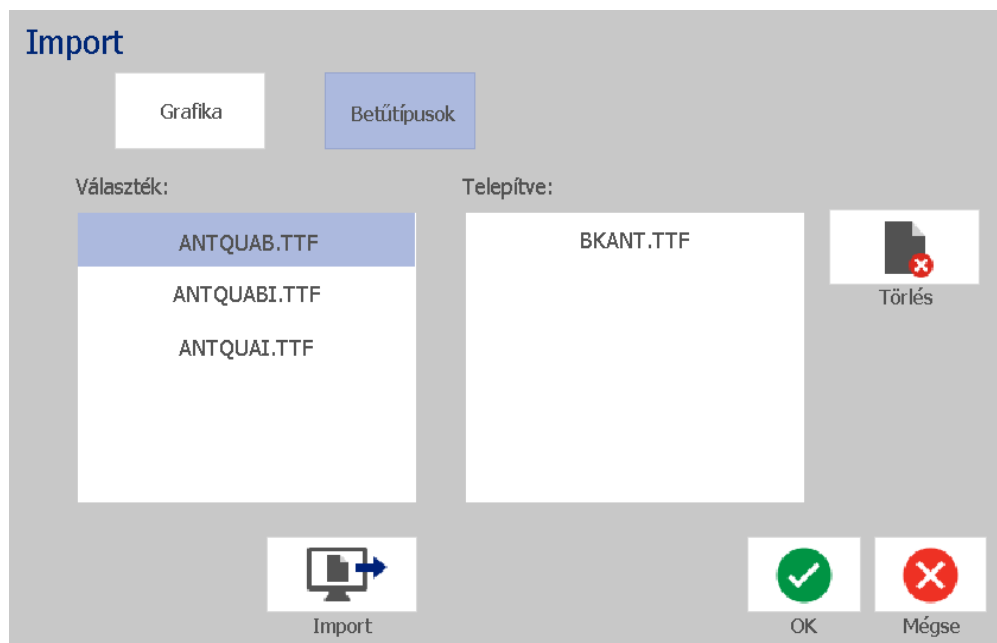 Import
Grafika
Betűtípusok
Választék:
Telepítve:
ANTQUAB.TTF
ANTQUABI.TTF
ANTQUAI.TTF
BKANT.TTF
Törlés
Import
OK
Mégse